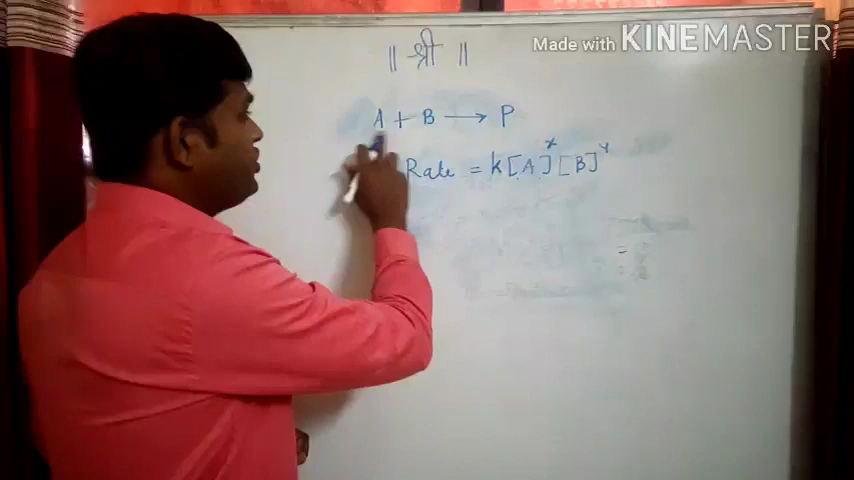 Made with KINEMASTER
॥ श्री ॥
A + B ⟶ P
Rate = k[A]ˣ [B]ʸ